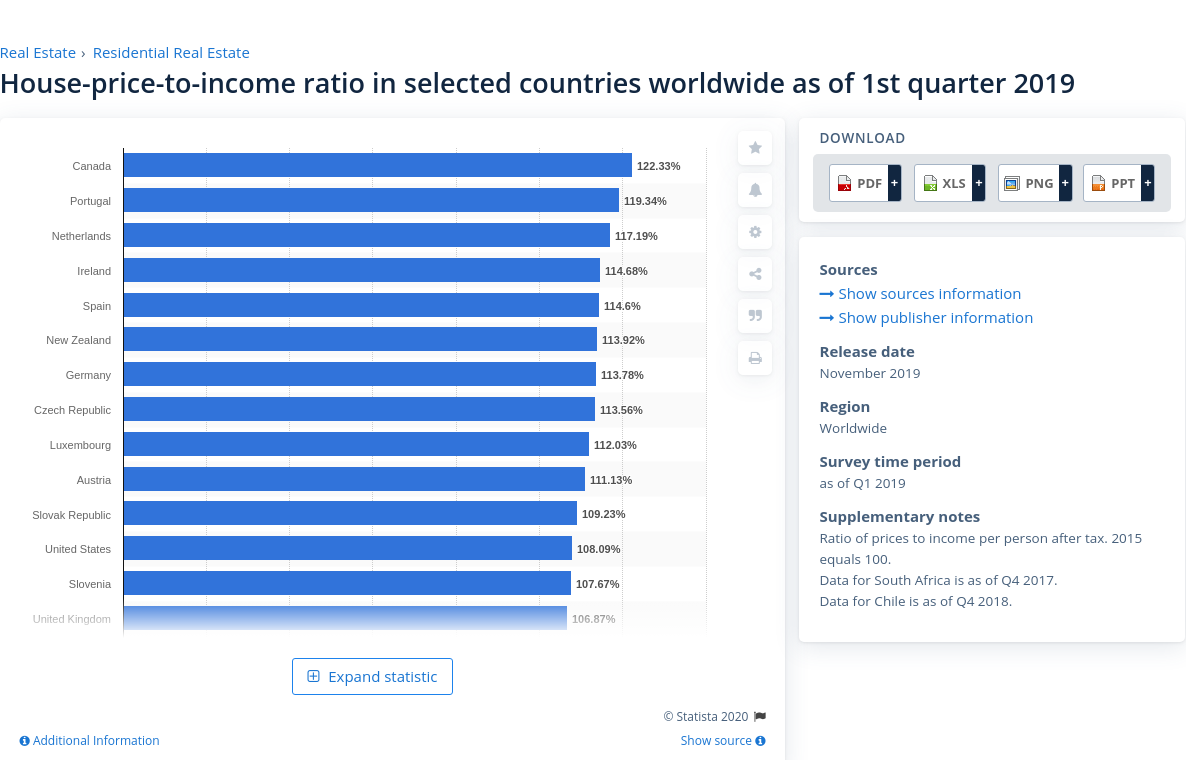 Real Estate › Residential Real Estate
House-price-to-income ratio in selected countries worldwide as of 1st quarter 2019
Canada 122.33%
Portugal 119.34%
Netherlands 117.19%
Ireland 114.68%
Spain 114.6%
New Zealand 113.92%
Germany 113.78%
Czech Republic 113.56%
Luxembourg 112.03%
Austria 111.13%
Slovak Republic 109.23%
United States 108.09%
Slovenia 107.67%
United Kingdom 106.87%
Expand statistic
© Statista 2020
Additional Information
Show source
DOWNLOAD
PDF + XLS + PNG + PPT +
Sources
Show sources information
Show publisher information
Release date
November 2019
Region
Worldwide
Survey time period
as of Q1 2019
Supplementary notes
Ratio of prices to income per person after tax. 2015
equals 100.
Data for South Africa is as of Q4 2017.
Data for Chile is as of Q4 2018.